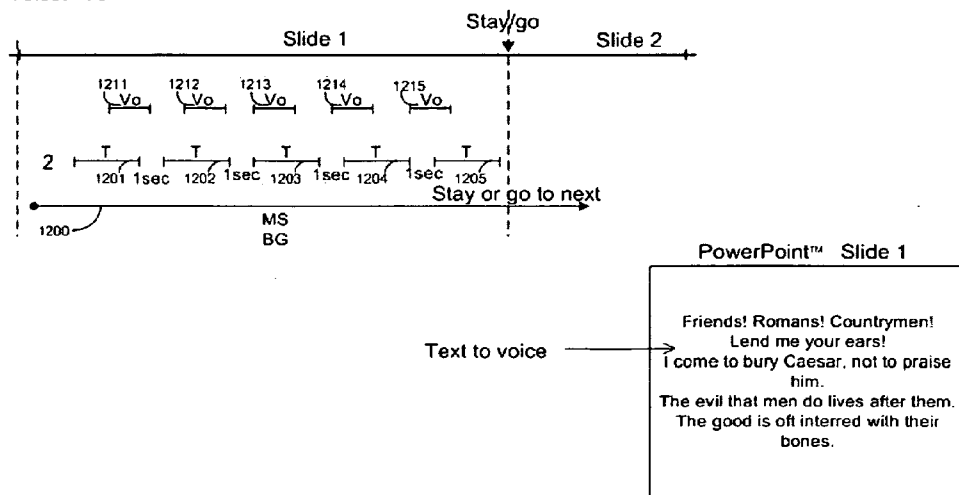 Stay/go
Slide 1 Slide 2
1211 Vo 1212 Vo 1213 Vo 1214 Vo 1215 Vo
2 T T T T T
1201 1sec 1202 1sec 1203 1sec 1204 1sec 1205
Stay or go to next
1200
MS
BG
PowerPoint™ Slide 1
Text to voice
Friends! Romans! Countrymen!
Lend me your ears!
I come to bury Caesar, not to praise
him.
The evil that men do lives after them.
The good is oft interred with their
bones.